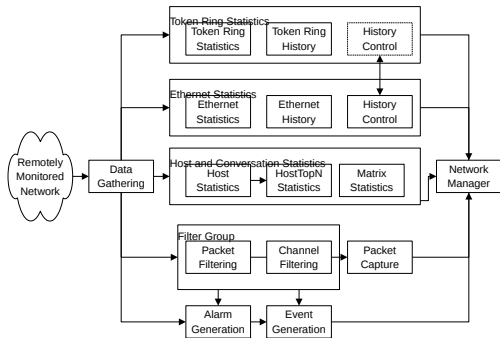 Token Ring Statistics
Token Ring
Statistics
Token Ring
History
History
Control
Ethernet Statistics
Ethernet
Statistics
Ethernet
History
History
Control
Remotely
Monitored
Network
Data
Gathering
Host and Conversation Statistics
Host
Statistics
HostTopN
Statistics
Matrix
Statistics
Network
Manager
Filter Group
Packet
Filtering
Channel
Filtering
Packet
Capture
Alarm
Generation
Event
Generation